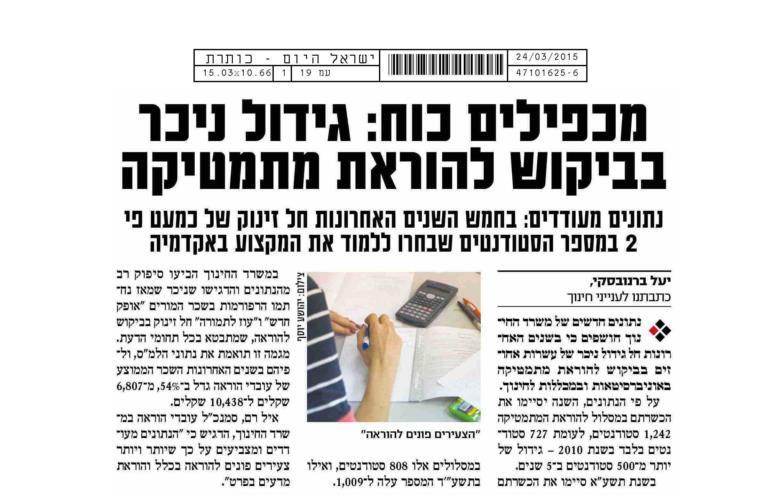 ישראל היום - כותרת
24/03/2015
15.03x10.66 1 עמ 19
47101625-6
מכפילים כוח: גידול ניכר
בביקוש להוראת מתמטיקה
נתונים מעודדים: בחמש השנים האחרונות חל זינוק של כמעט פי
2 במספר הסטודנטים שבחרו ללמוד את המקצוע באקדמיה
יעל ברנובסקי,
כתבתנו לענייני חינוך
נתונים חדשים של משרד החי־
נוך חושפים כי בשנים האח־
רונות חל גידול ניכר של עשרות אחו־
זים בביקוש להוראת מתמטיקה
באוניברסיטאות ובמכללות לחינוך.
על פי הנתונים, השנה יסיימו את
הכשרתם במסלול להוראת המתמטיקה
1,242 סטודנטים, לעומת 727 סטוד־
נטים בלבד בשנת 2010 - גידול של
יותר מ־500 סטודנטים ב־5 שנים.
בשנת תשע"א סיימו את הכשרתם
צילום: יהושע יוסף
"הצעירים פונים להוראה"
במסלולים אלו 808 סטודנטים, ואילו
בתשע"ד המספר עלה ל־1,009.
במשרד החינוך הביעו סיפוק רב
מהנתונים והדגישו שניכר שמאז נח־
תמו הרפורמות בשכר המורים "אופק
חדש" ו"עוז לתמורה" חל זינוק בביקוש
להוראה, שמתבטא בכל תחומי הדעת.
מגמה זו תואמת את נתוני הלמ"ס, ול־
פיהם בשנים האחרונות השכר הממוצע
של עובדי הוראה גדל ב־54%, מ־6,807
שקלים ל־10,438 שקלים.
איל רם, סמנכ"ל עובדי הוראה במ־
שרד החינוך, הדגיש כי "הנתונים מעו־
דדים ומצביעים על כך שיותר ויותר
צעירים פונים להוראה בכלל והוראת
מדעים בפרט".